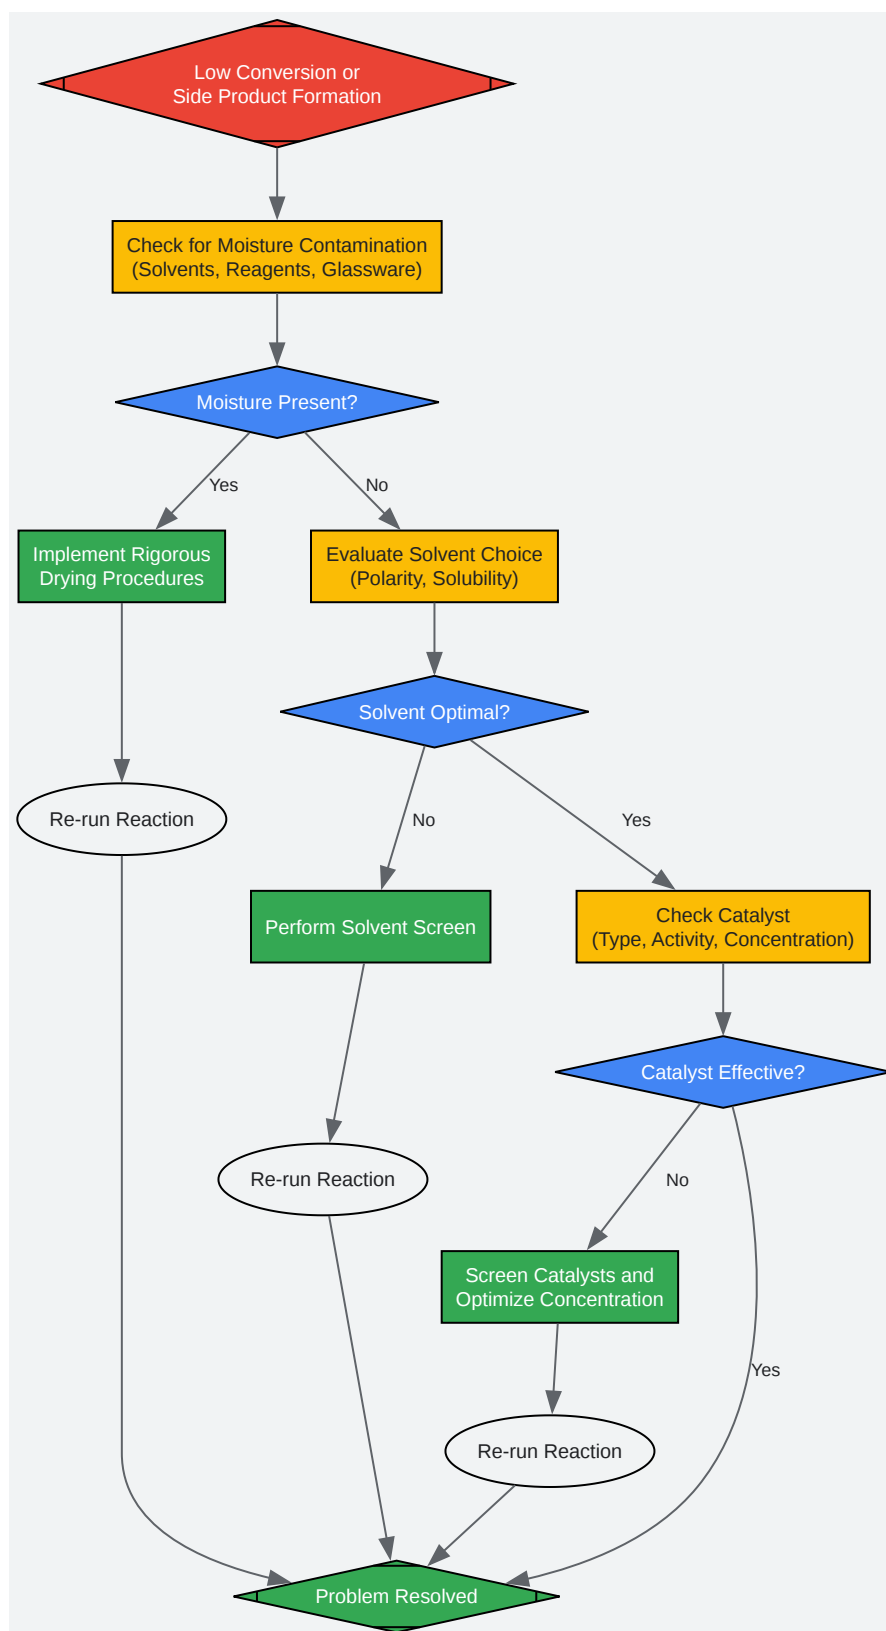 Low Conversion or
Side Product Formation
Check for Moisture Contamination
(Solvents, Reagents, Glassware)
Moisture Present?
Yes
No
Implement Rigorous
Drying Procedures
Evaluate Solvent Choice
(Polarity, Solubility)
Solvent Optimal?
Re-run Reaction
No
Yes
Perform Solvent Screen
Check Catalyst
(Type, Activity, Concentration)
Catalyst Effective?
Re-run Reaction
No
Screen Catalysts and
Optimize Concentration
Yes
Re-run Reaction
Problem Resolved